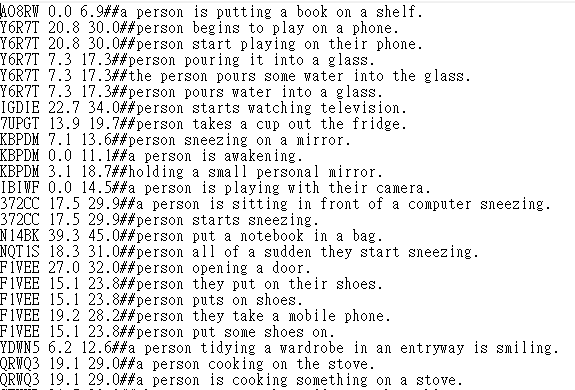 AO8RW 0.0 6.9##a person is putting a book on a shelf.
Y6R7T 20.8 30.0##person begins to play on a phone.
Y6R7T 20.8 30.0##person start playing on their phone.
Y6R7T 7.3 17.3##person pouring it into a glass.
Y6R7T 7.3 17.3##the person pours some water into the glass.
Y6R7T 7.3 17.3##person pours water into a glass.
IGDIE 22.7 34.0##person starts watching television.
7UPGT 13.9 19.7##person takes a cup out the fridge.
KBPDM 7.1 13.6##person sneezing on a mirror.
KBPDM 0.0 11.1##a person is awakening.
KBPDM 3.1 18.7##holding a small personal mirror.
IBIWF 0.0 14.5##a person is playing with their camera.
372CC 17.5 29.9##a person is sitting in front of a computer sneezing.
372CC 17.5 29.9##person starts sneezing.
N14BK 39.3 45.0##person put a notebook in a bag.
NQT1S 18.3 31.0##person all of a sudden they start sneezing.
F1VEE 27.0 32.0##person opening a door.
F1VEE 15.1 23.8##person they put on their shoes.
F1VEE 15.1 23.8##person puts on shoes.
F1VEE 19.2 28.2##person they take a mobile phone.
F1VEE 15.1 23.8##person put some shoes on.
YDWN5 6.2 12.6##a person tidying a wardrobe in an entryway is smiling.
QRWQ3 19.1 29.0##a person cooking on the stove.
QRWQ3 19.1 29.0##a person is cooking something on a stove.